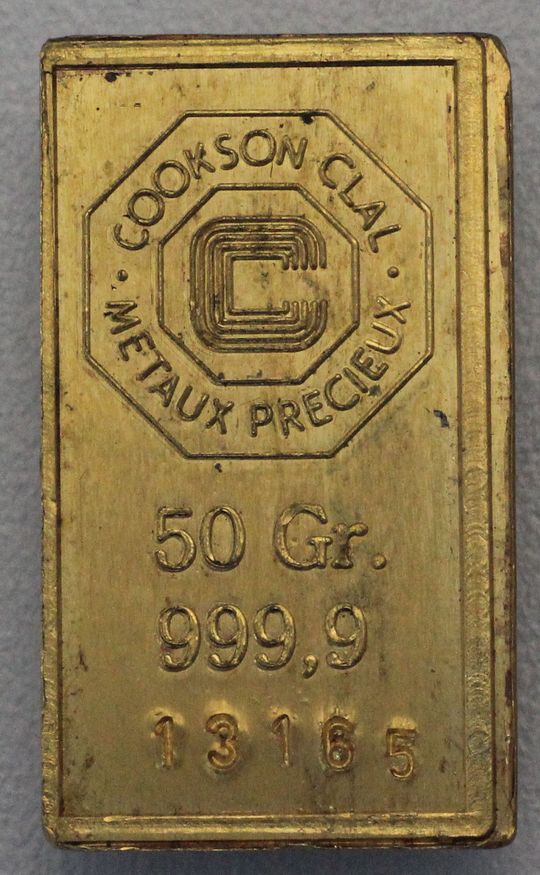 COOKSON CLAL
METAUX PRECIEUX
50 Gr.
999,9
13165